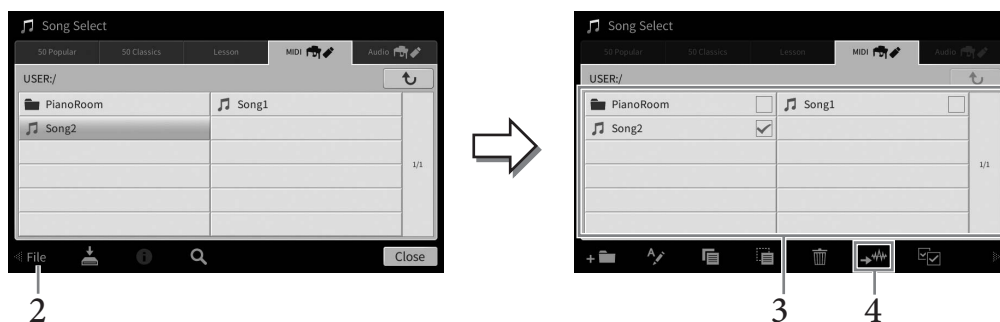 Song Select
50 Popular 50 Classics Lesson MIDI Audio
USER:/
PianoRoom Song1
Song2
1/1
File Close
2
Song Select
50 Popular 50 Classics Lesson MIDI Audio
USER:/
PianoRoom Song1
Song2
1/1
3 4